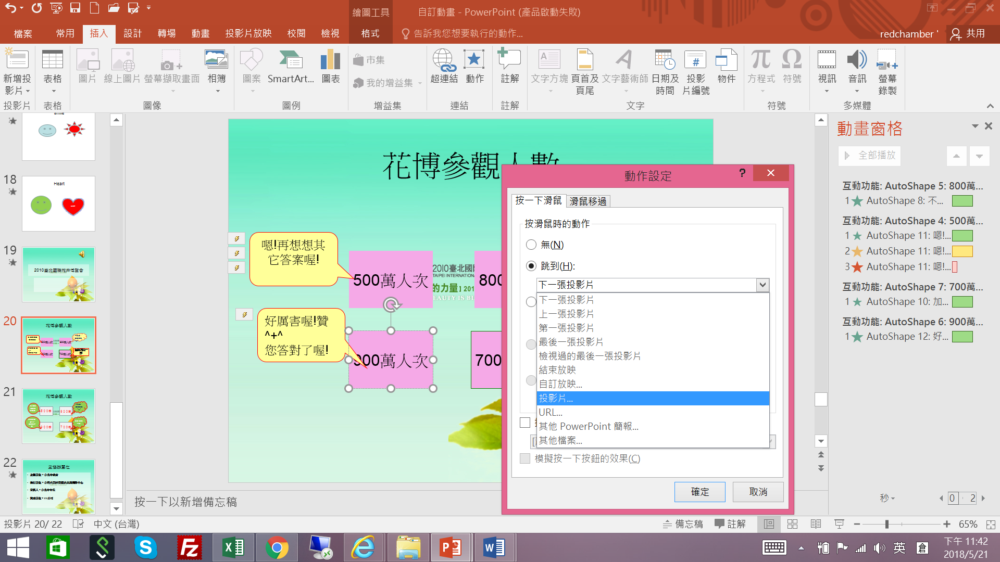 繪圖工具
自訂動畫 - PowerPoint (產品啟動失敗)
檔案 常用 插入 設計 轉場 動畫 投影片放映 校閱 檢視 格式 告訴我您想要執行的動作...
redchamber ' 共用
新增投影片 表格 圖片 線上圖片 螢幕擷取畫面 相簿 圖案 SmartArt... 圖表
市集
我的增益集
超連結 動作 註解 文字方塊 頁首及頁尾 文字藝術師 日期及時間 投影片編號 物件 方程式 符號 視訊 音訊 螢幕錄製
投影片 表格 圖像 圖例 增益集 連結 註解 文字 符號 多媒體
smile
18
Heart
19
2010臺北國際花卉博覽會
20
花博參觀人數
21
花博參觀人數
22
花博參觀人數
嗯!再想想其
它答案喔!
500萬人次
2010臺北國
TAIPEI INTERNATION
的力量】201
EAUTY IS B
800
好厲害喔!贊
^+^
您答對了喔!
900萬人次
700
按一下以新增備忘稿
動作設定
?
按一下滑鼠 滑鼠移過
按滑鼠時的動作
無(N)
跳到(H):
下一張投影片
下一張投影片
上一張投影片
第一張投影片
最後一張投影片
檢視過的最後一張投影片
結束放映
自訂放映...
投影片...
URL...
其他 PowerPoint 簡報...
其他檔案...
模擬按一下按鈕的效果(C)
確定 取消
動畫窗格
全部播放
互動功能: AutoShape 5: 800萬...
1 AutoShape 8: 不...
互動功能: AutoShape 4: 500萬...
1 AutoShape 11: 嗯!...
2 AutoShape 11: 嗯!...
3 AutoShape 11: 嗯!...
互動功能: AutoShape 7: 700萬...
1 AutoShape 10: 加...
互動功能: AutoShape 6: 900萬...
1 AutoShape 12: 好...
秒 0 2
投影片 20/ 22 中文 (台灣) 備忘稿 註解 65%
英 倉
下午 11:42
2018/5/21